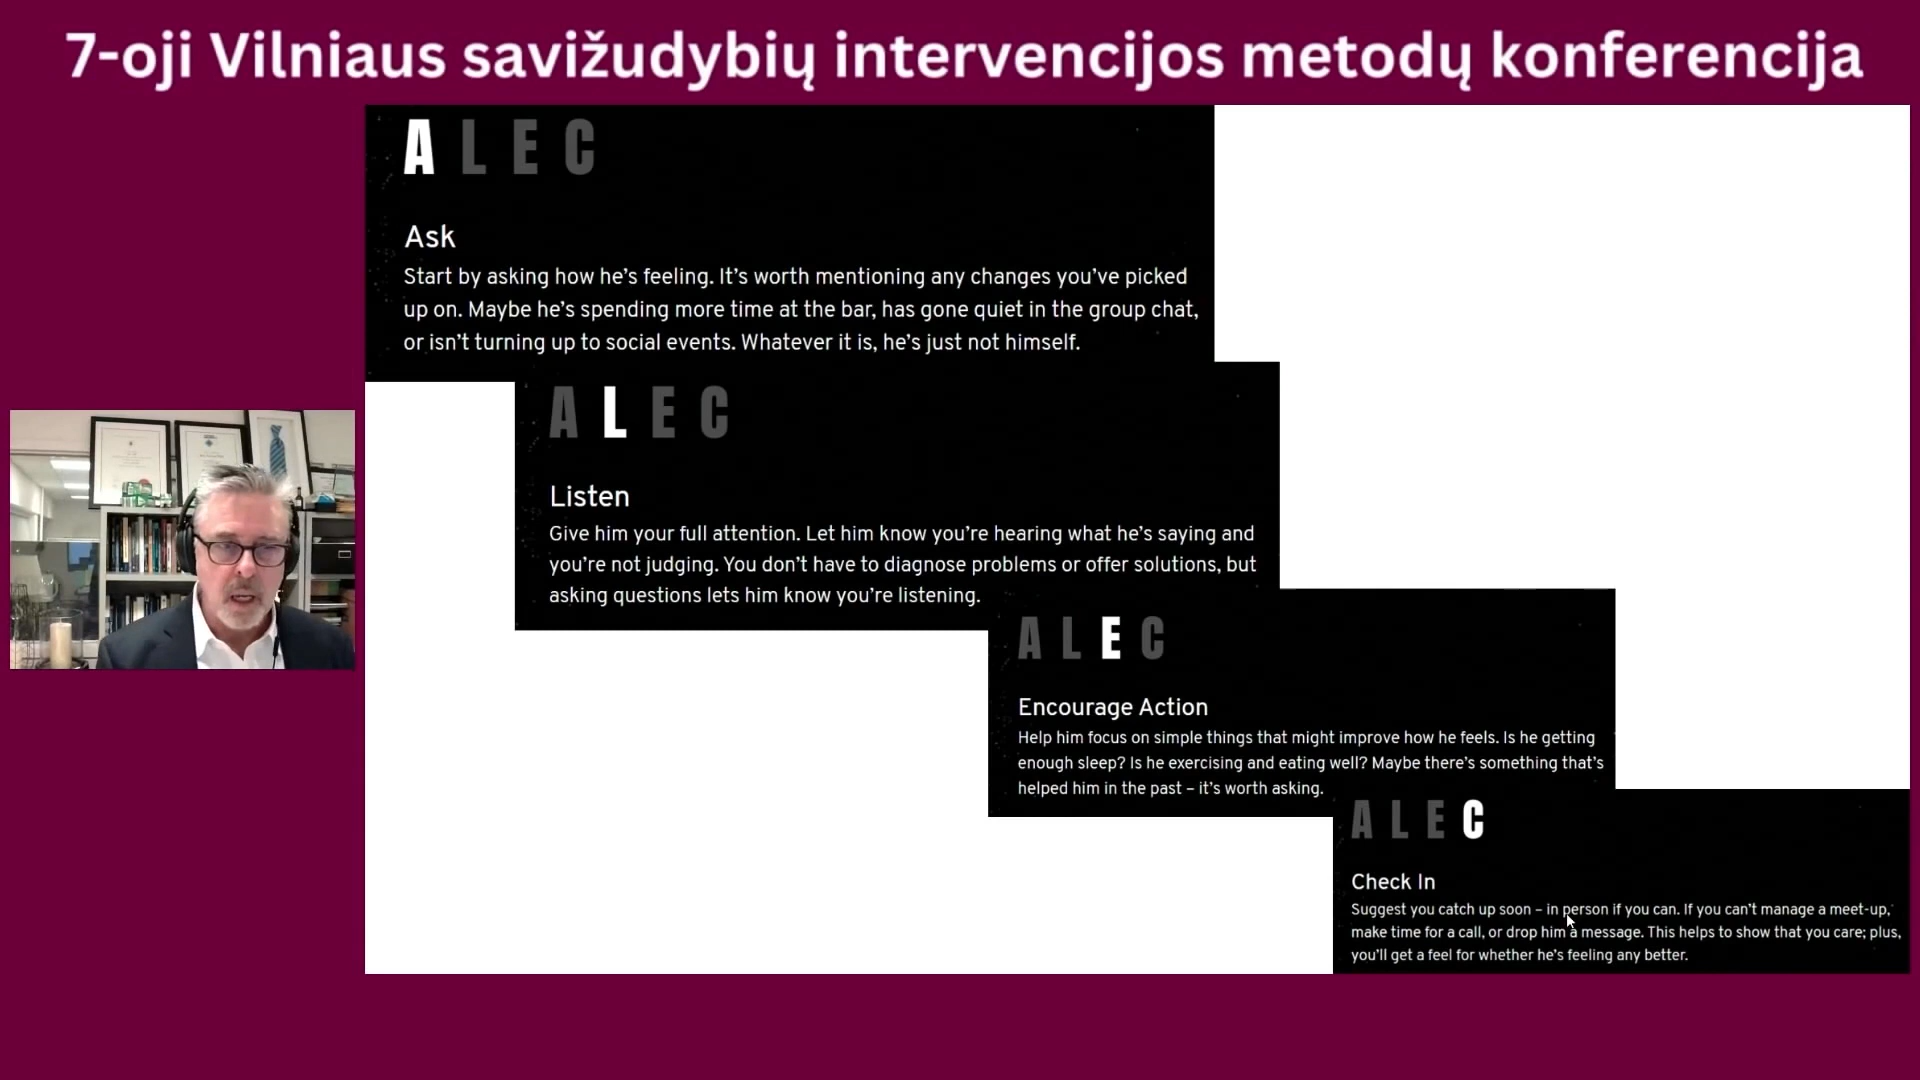 7-oji Vilniaus savižudybių intervencijos metodų konferencija
A L E C
Ask
Start by asking how he’s feeling. It’s worth mentioning any changes you’ve picked
up on. Maybe he’s spending more time at the bar, has gone quiet in the group chat,
or isn’t turning up to social events. Whatever it is, he’s just not himself.
A L E C
Listen
Give him your full attention. Let him know you’re hearing what he’s saying and
you’re not judging. You don’t have to diagnose problems or offer solutions, but
asking questions lets him know you’re listening.
A L E C
Encourage Action
Help him focus on simple things that might improve how he feels. Is he getting
enough sleep? Is he exercising and eating well? Maybe there’s something that’s
helped him in the past – it’s worth asking.
A L E C
Check In
Suggest you catch up soon – in person if you can. If you can’t manage a meet-up,
make time for a call, or drop him a message. This helps to show that you care; plus,
you’ll get a feel for whether he’s feeling any better.